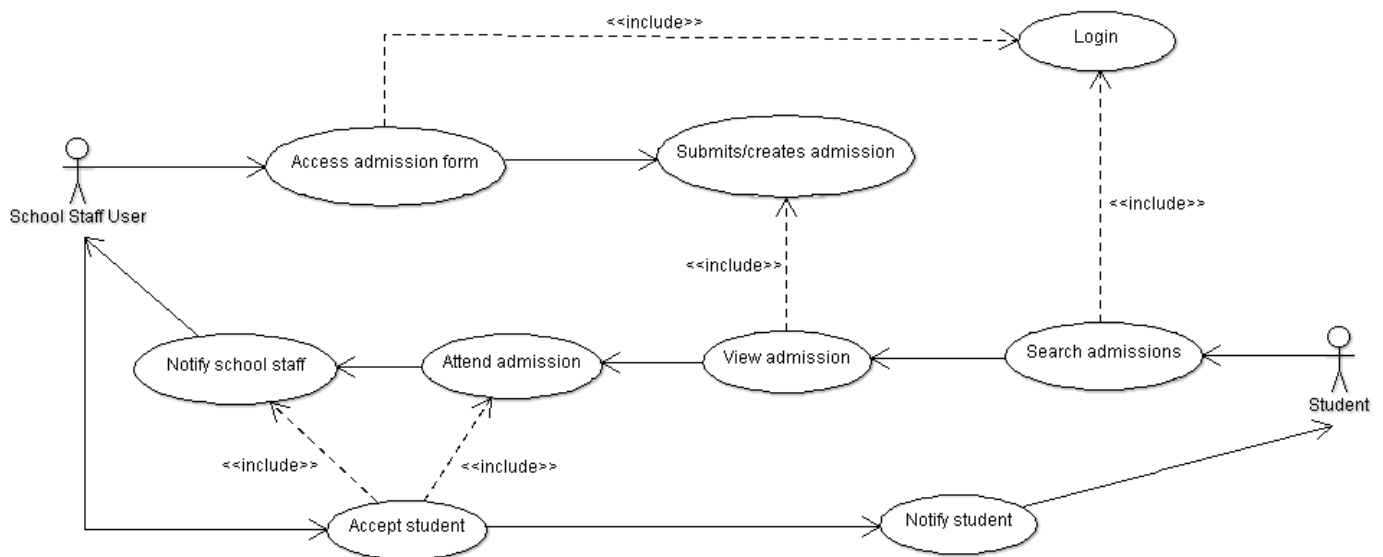 <<include>>
Login
Access admission form
Submits/creates admission
School Staff User
<<include>>
<<include>>
Notify school staff
Attend admission
View admission
Search admissions
Student
<<include>>
<<include>>
Accept student
Notify student